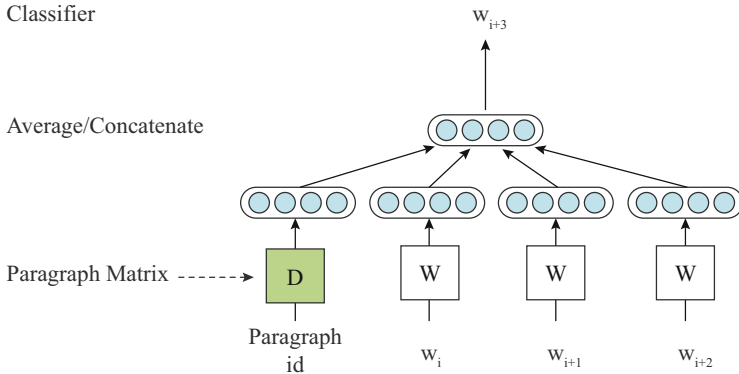 Classifier
w_{i+3}
Average/Concatenate
Paragraph Matrix
D
W
W
W
Paragraph
id
w_i
w_{i+1}
w_{i+2}